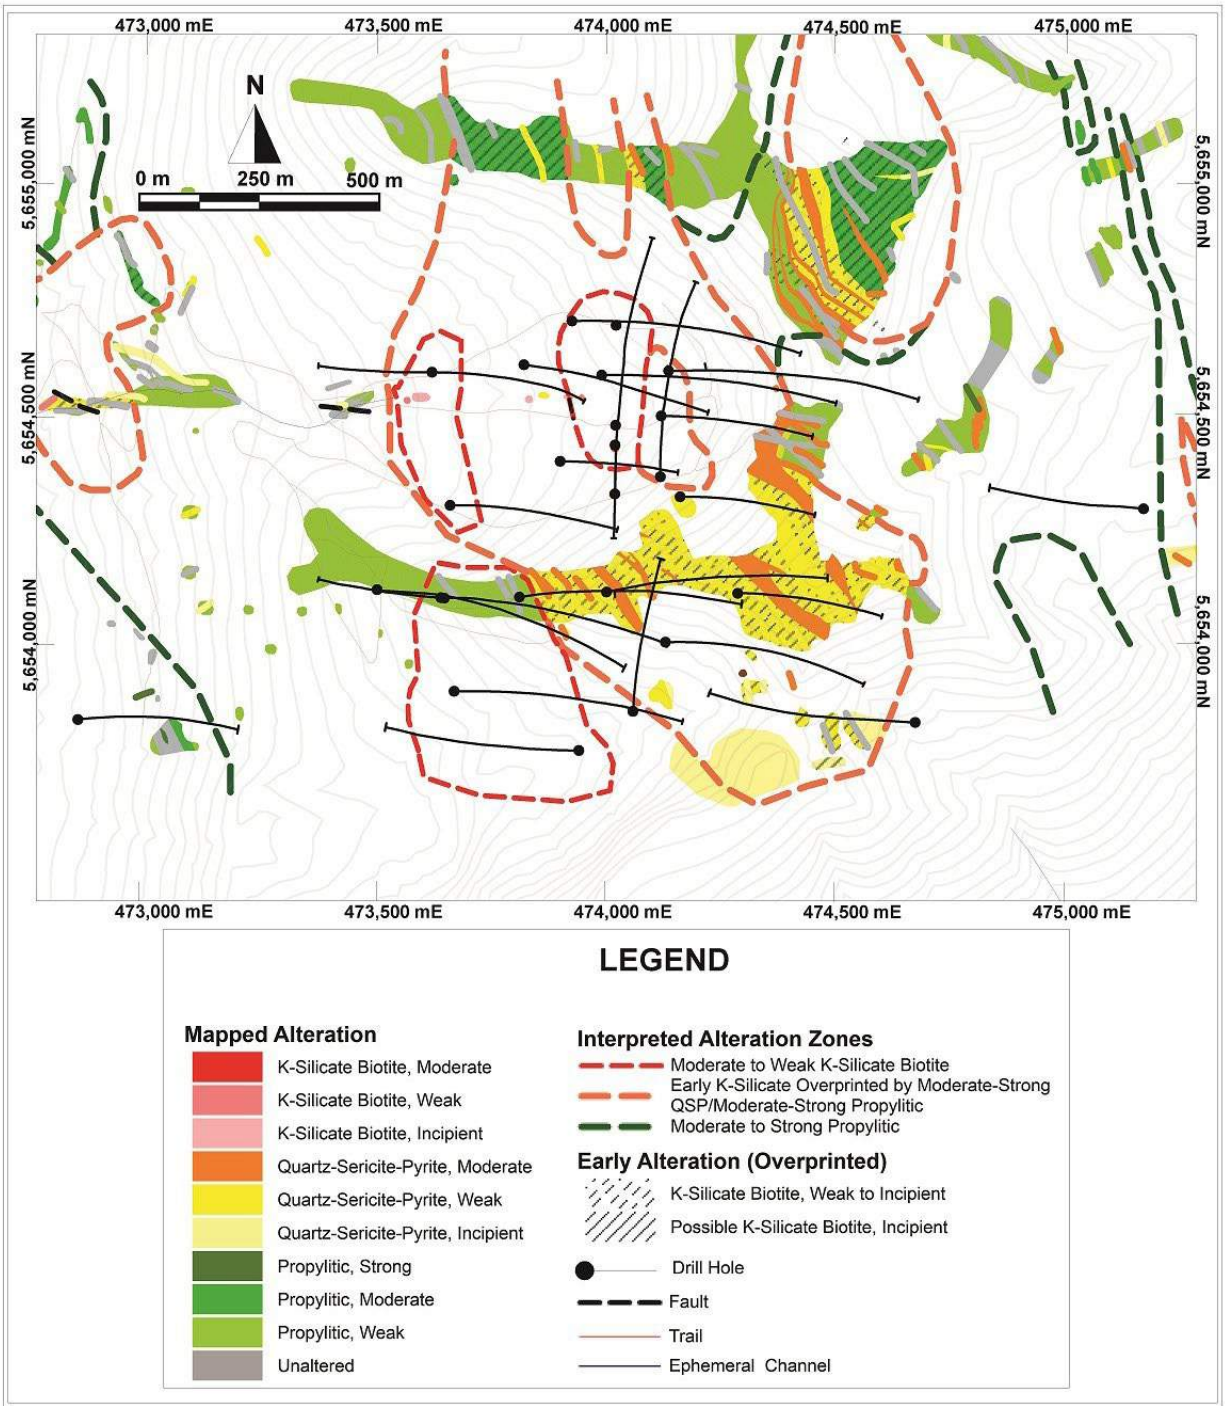 473,000 mE 473,500 mE 474,000 mE 474,500 mE 475,000 mE
N
0 m 250 m 500 m
5,655,000 mN
5,655,000 mN
5,654,500 mN
5,654,500 mN
5,654,000 mN
5,654,000 mN
473,000 mE 473,500 mE 474,000 mE 474,500 mE 475,000 mE
LEGEND
Mapped Alteration
K-Silicate Biotite, Moderate
K-Silicate Biotite, Weak
K-Silicate Biotite, Incipient
Quartz-Sericite-Pyrite, Moderate
Quartz-Sericite-Pyrite, Weak
Quartz-Sericite-Pyrite, Incipient
Propylitic, Strong
Propylitic, Moderate
Propylitic, Weak
Unaltered
Interpreted Alteration Zones
Moderate to Weak K-Silicate Biotite
Early K-Silicate Overprinted by Moderate-Strong
QSP/Moderate-Strong Propylitic
Moderate to Strong Propylitic
Early Alteration (Overprinted)
K-Silicate Biotite, Weak to Incipient
Possible K-Silicate Biotite, Incipient
Drill Hole
Fault
Trail
Ephemeral Channel